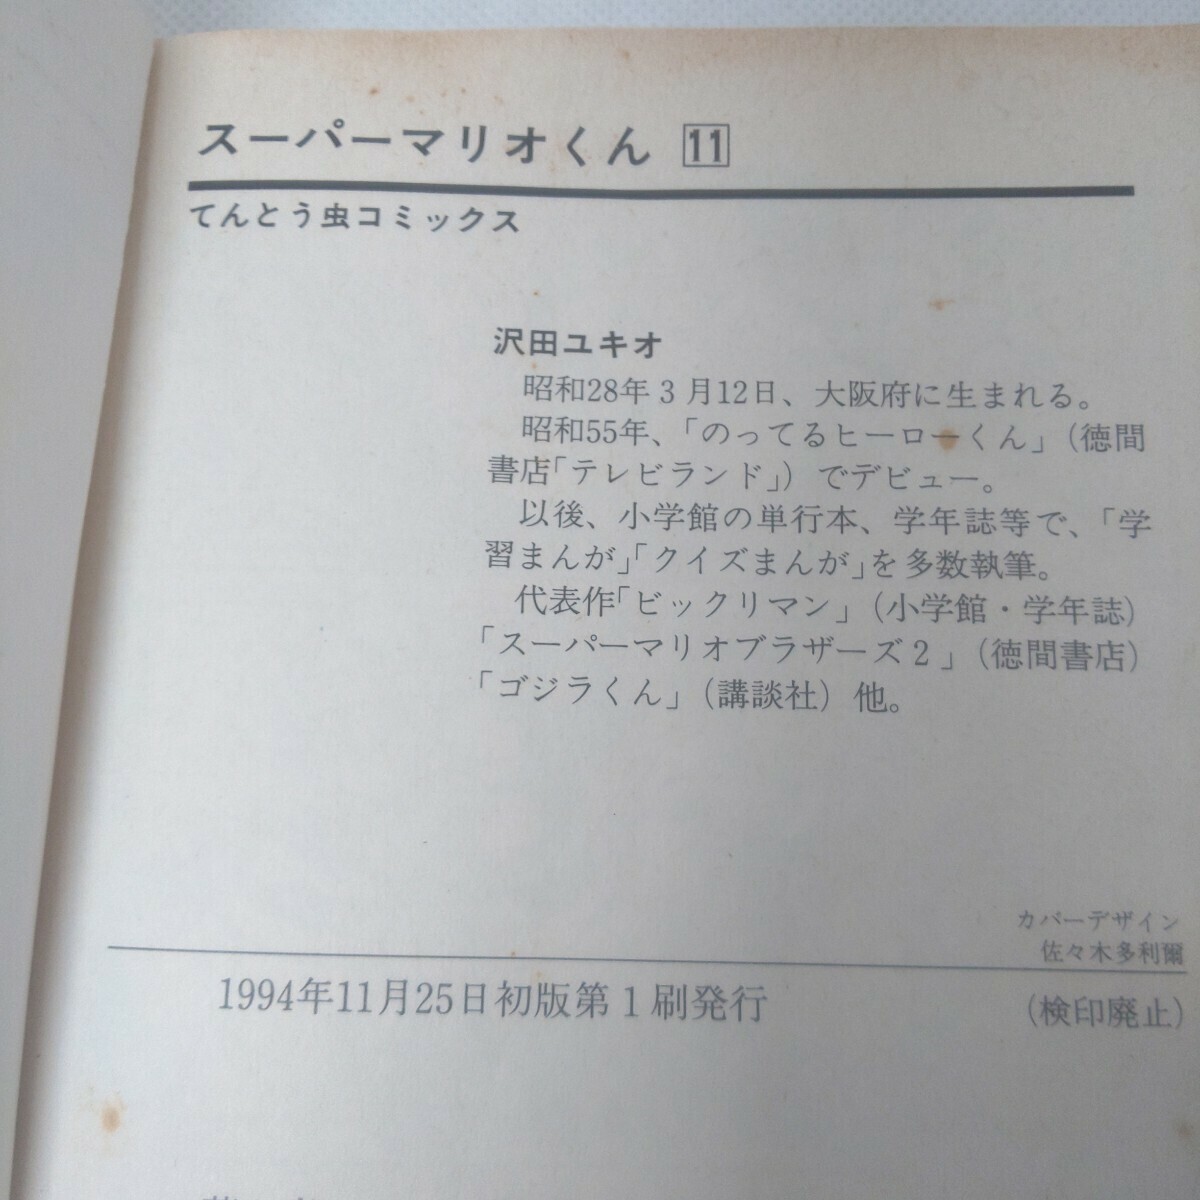 スーパーマリオくん 11
てんとう虫コミックス
沢田ユキオ
昭和28年3月12日、大阪府に生まれる。
昭和55年、「のってるヒーローくん」(徳間
書店「テレビランド」)でデビュー。
以後、小学館の単行本、学年誌等で、「学
習まんが」「クイズまんが」を多数執筆。
代表作「ビックリマン」(小学館・学年誌)
「スーパーマリオブラザーズ2」(徳間書店)
「ゴジラくん」(講談社)他。
カバーデザイン
佐々木多利爾
1994年11月25日初版第1刷発行
(検印廃止)